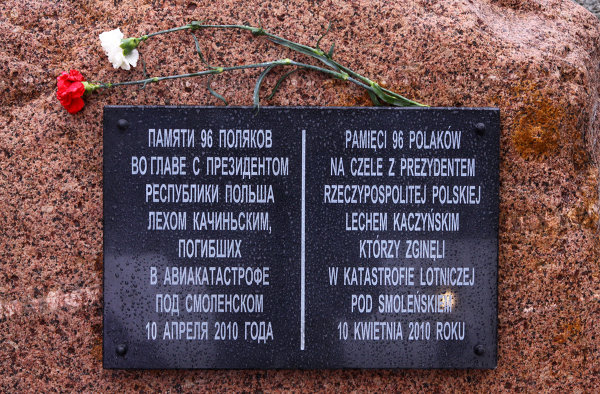 ПАМЯТИ 96 ПОЛЯКОВ
ВО ГЛАВЕ С ПРЕЗИДЕНТОМ
РЕСПУБЛИКИ ПОЛЬША
ЛЕХОМ КАЧИНЬСКИМ,
ПОГИБШИХ
В АВИАКАТАСТРОФЕ
ПОД СМОЛЕНСКОМ
10 АПРЕЛЯ 2010 ГОДА
PAMIĘCI 96 POLAKÓW
NA CZELE Z PREZYDENTEM
RZECZYPOSPOLITEJ POLSKIEJ
LECHEM KACZYŃSKIM
KTÓRZY ZGINĘLI
W KATASTROFIE LOTNICZEJ
POD SMOLEŃSKIEM
10 KWIETNIA 2010 ROKU